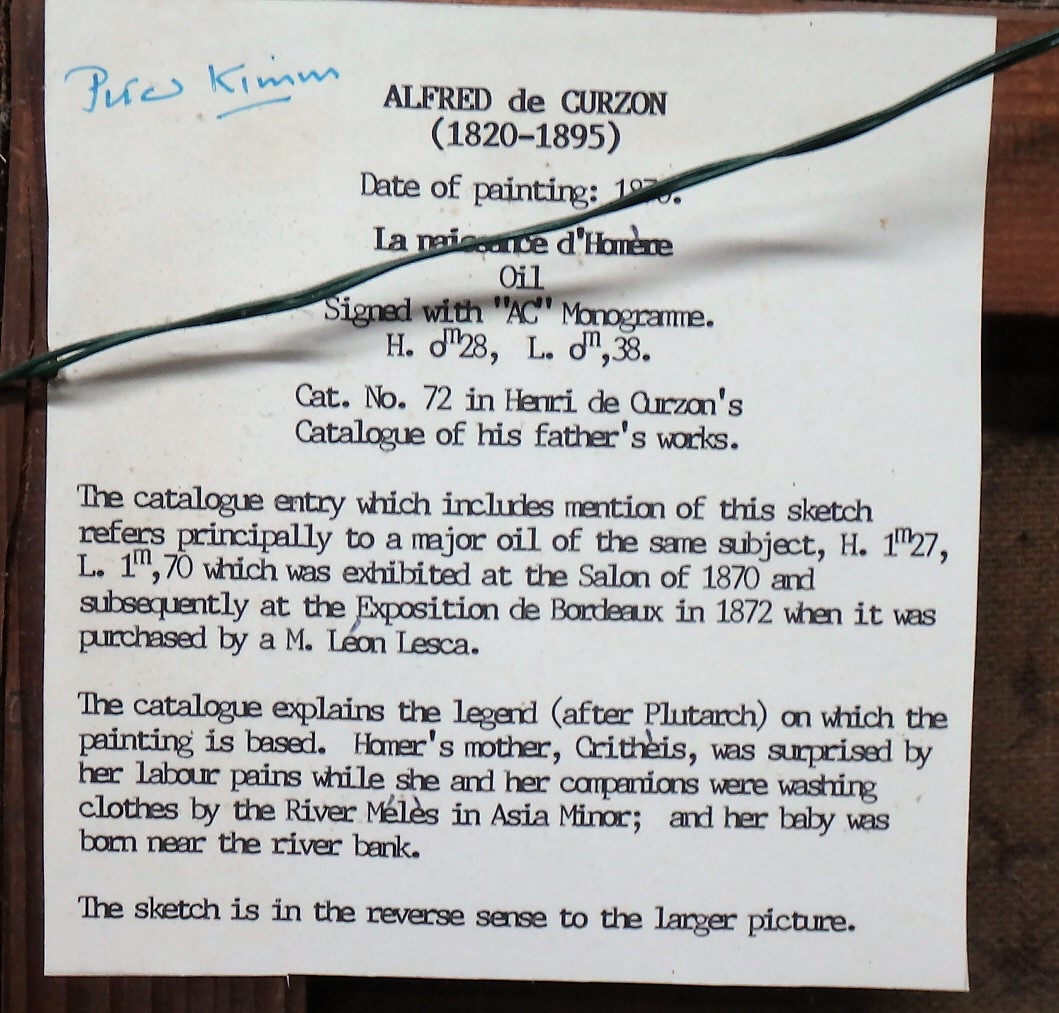 Kimm
ALFRED de CURZON
(1820-1895)
Date of painting:
La naissance d'Homère
Oil
Signed with "AC" Monogramme.
H. 0ᵐ28, L. 0ᵐ,38.
Cat. No. 72 in Henri de Curzon's
Catalogue of his father's works.
The catalogue entry which includes mention of this sketch
refers principally to a major oil of the same subject, H. 1ᵐ27,
L. 1ᵐ,70 which was exhibited at the Salon of 1870 and
subsequently at the Exposition de Bordeaux in 1872 when it was
purchased by a M. Léon Lesca.
The catalogue explains the legend (after Plutarch) on which the
painting is based. Homer's mother, Crithèis, was surprised by
her labour pains while she and her companions were washing
clothes by the River Mélès in Asia Minor; and her baby was
born near the river bank.
The sketch is in the reverse sense to the larger picture.